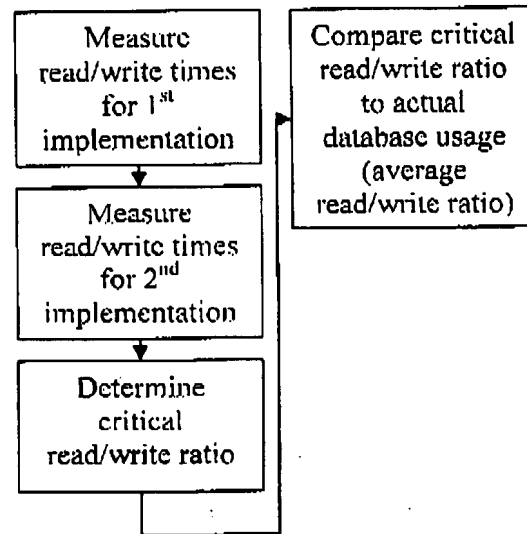 Measure
read/write times
for 1st
implementation
Measure
read/write times
for 2nd
implementation
Determine
critical
read/write ratio
Compare critical
read/write ratio
to actual
database usage
(average
read/write ratio)